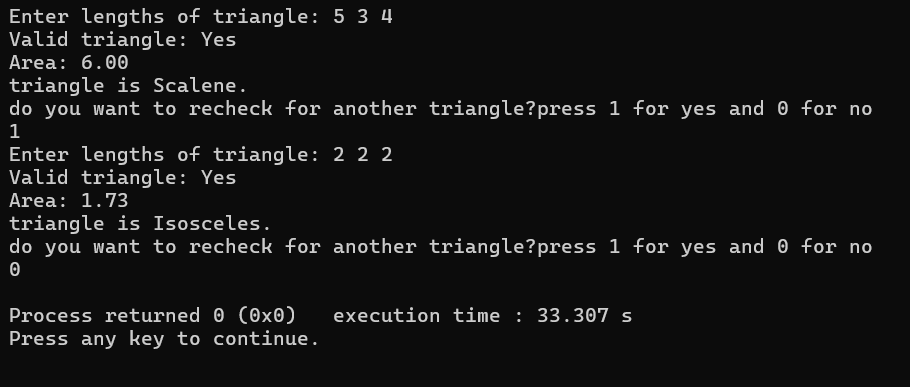 Enter lengths of triangle: 5 3 4
Valid triangle: Yes
Area: 6.00
triangle is Scalene.
do you want to recheck for another triangle?press 1 for yes and 0 for no
1
Enter lengths of triangle: 2 2 2
Valid triangle: Yes
Area: 1.73
triangle is Isosceles.
do you want to recheck for another triangle?press 1 for yes and 0 for no
0
Process returned 0 (0x0)   execution time : 33.307 s
Press any key to continue.